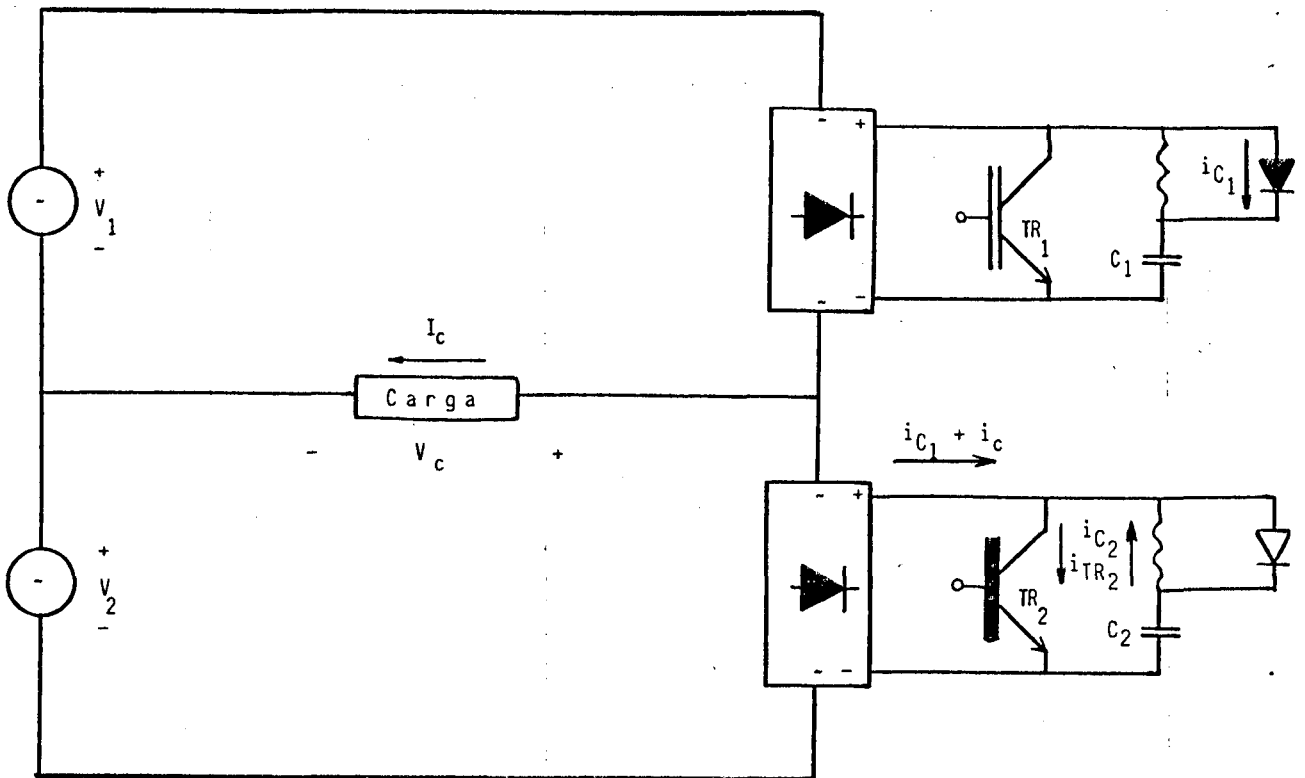 ~ +
+
~
V1
-
iC1
TR1
C1
~ -
Ic
Carga
- Vc +
iC1 + ic
~ +
+
~
V2
-
iC2
iTR2
TR2
C2
~ -